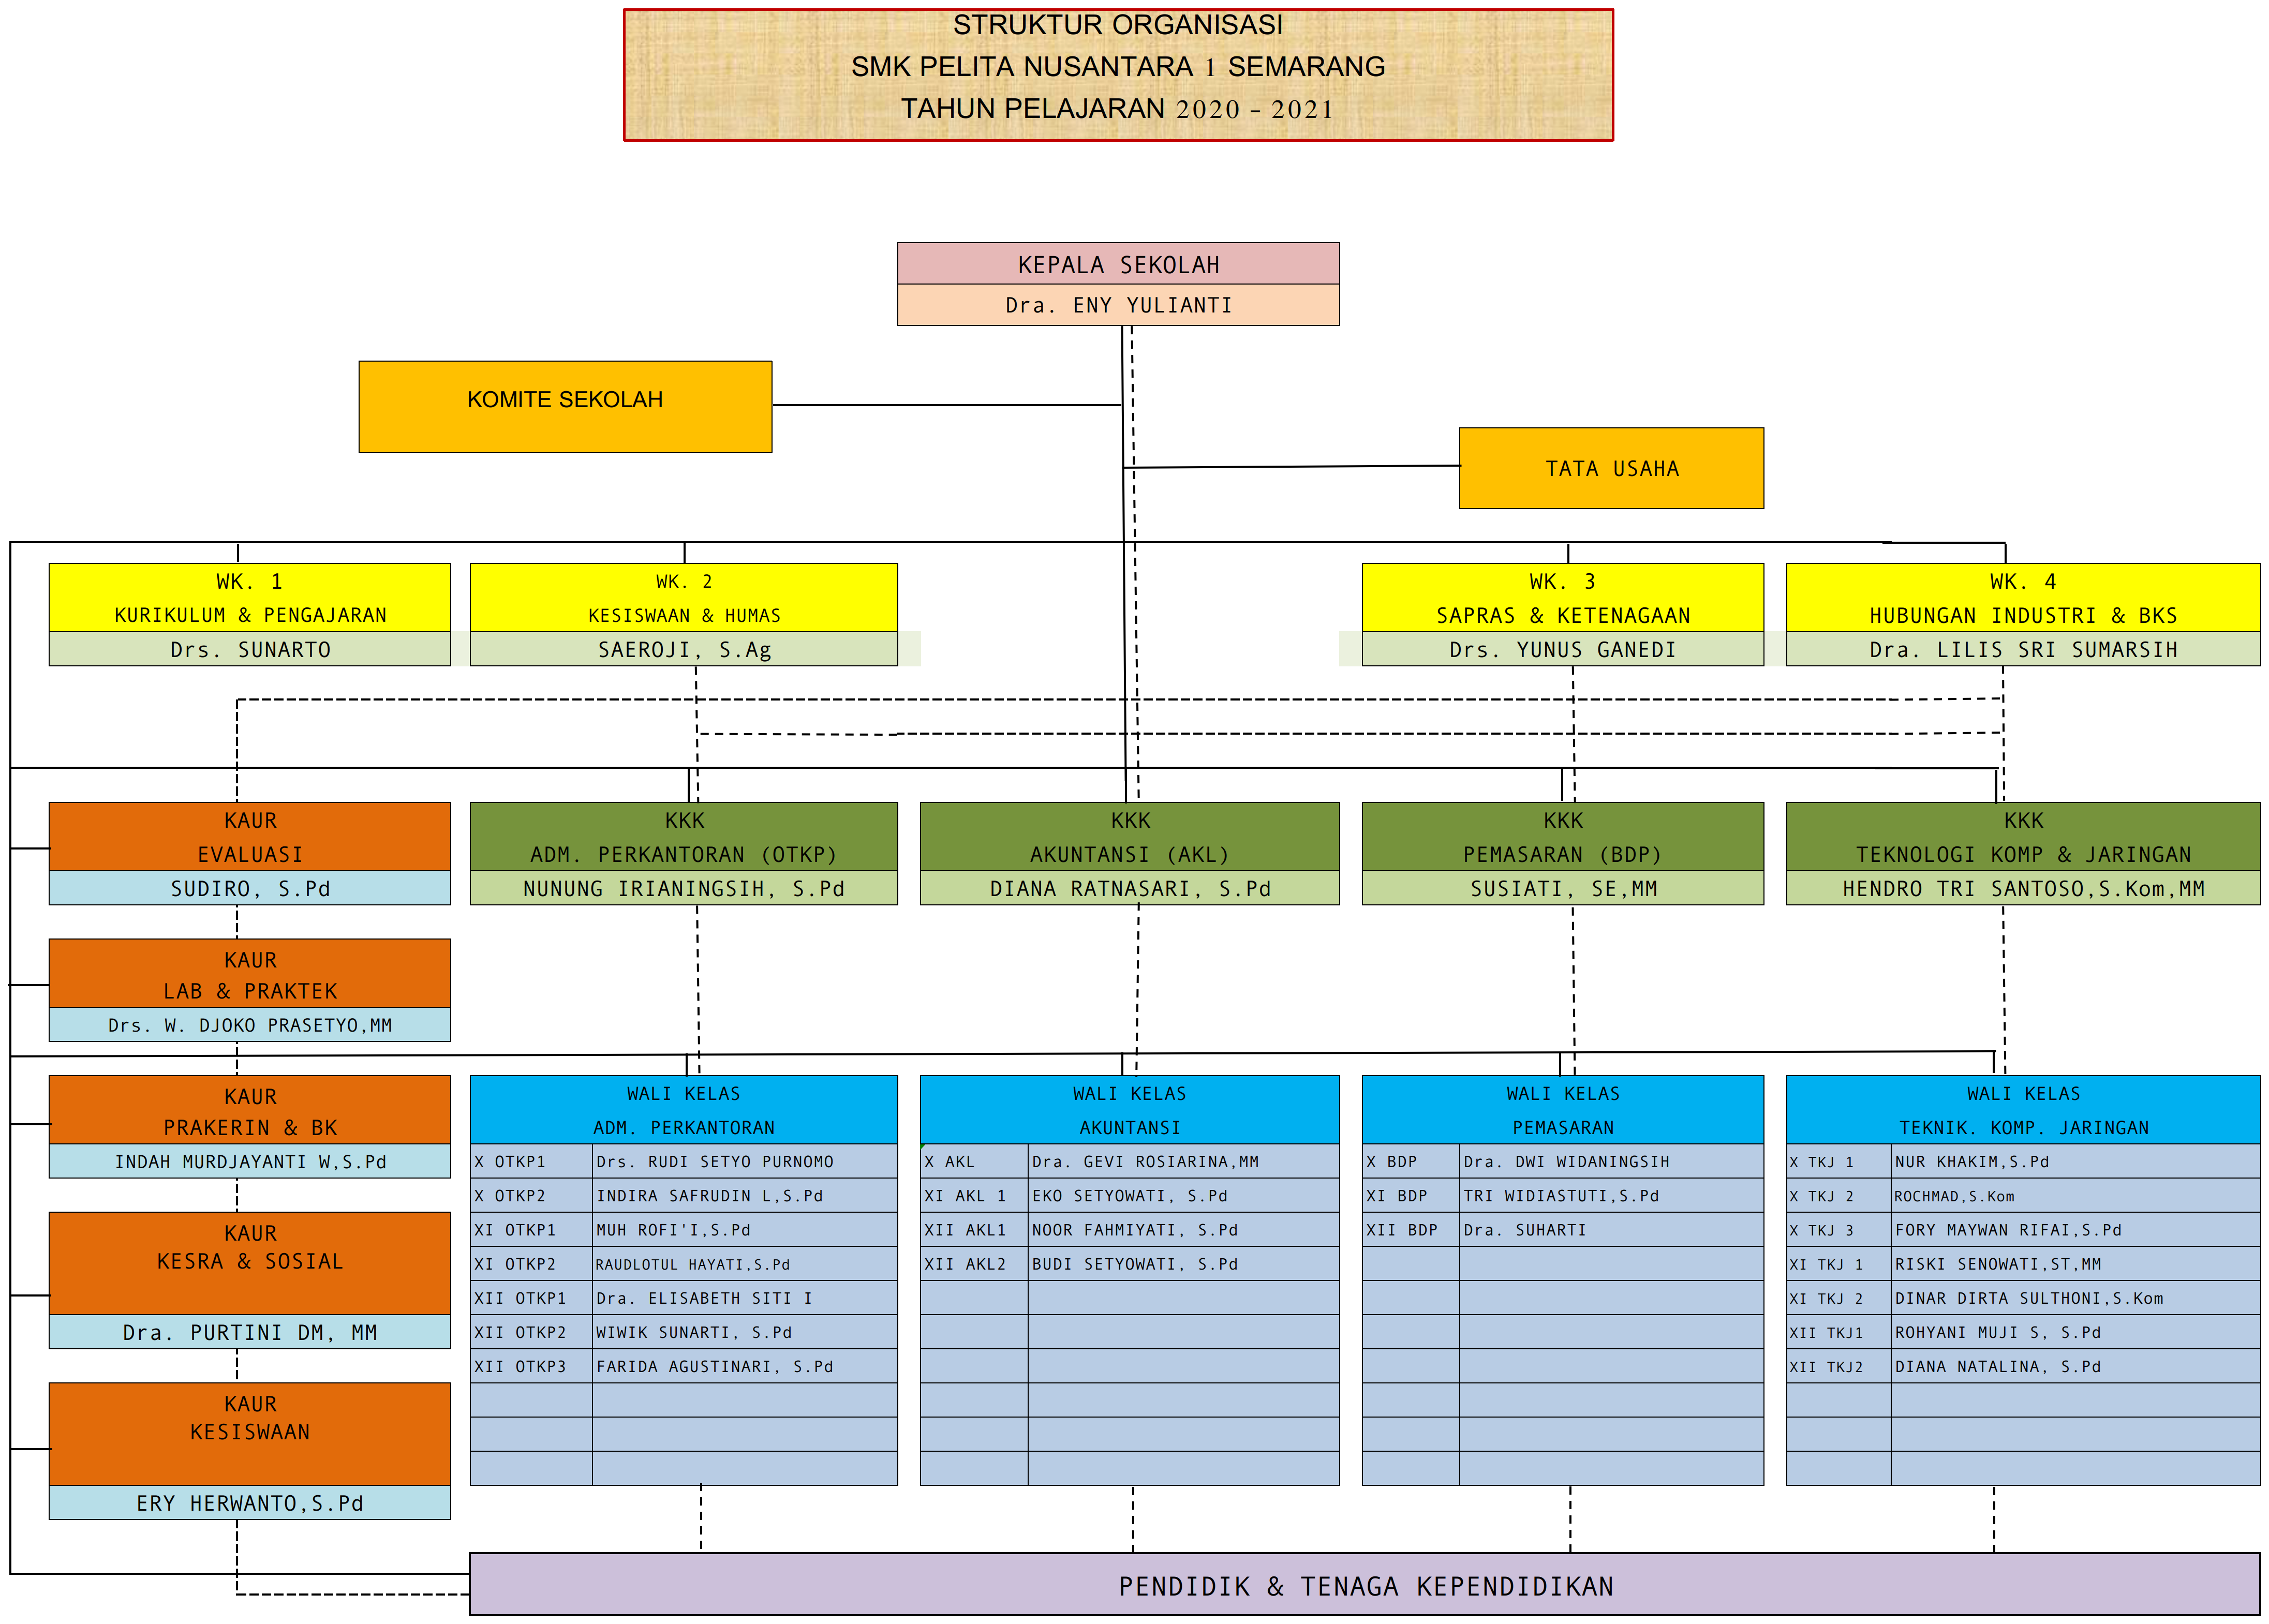 STRUKTUR ORGANISASI
SMK PELITA NUSANTARA 1 SEMARANG
TAHUN PELAJARAN 2020 - 2021
KEPALA SEKOLAH
Dra. ENY YULIANTI
KOMITE SEKOLAH
TATA USAHA
WK. 1
KURIKULUM & PENGAJARAN
Drs. SUNARTO
WK. 2
KESISWAAN & HUMAS
SAEROJI, S.Ag
WK. 3
SAPRAS & KETENAGAAN
Drs. YUNUS GANEDI
WK. 4
HUBUNGAN INDUSTRI & BKS
Dra. LILIS SRI SUMARSIH
KAUR
EVALUASI
SUDIRO, S.Pd
KKK
ADM. PERKANTORAN (OTKP)
NUNUNG IRIANINGSIH, S.Pd
KKK
AKUNTANSI (AKL)
DIANA RATNASARI, S.Pd
KKK
PEMASARAN (BDP)
SUSIATI, SE,MM
KKK
TEKNOLOGI KOMP & JARINGAN
HENDRO TRI SANTOSO,S.Kom,MM
KAUR
LAB & PRAKTEK
Drs. W. DJOKO PRASETYO,MM
KAUR
PRAKERIN & BK
INDAH MURDJAYANTI W,S.Pd
KAUR
KESRA & SOSIAL
Dra. PURTINI DM, MM
KAUR
KESISWAAN
ERY HERWANTO,S.Pd
WALI KELAS
ADM. PERKANTORAN
X OTKP1 Drs. RUDI SETYO PURNOMO
X OTKP2 INDIRA SAFRUDIN L,S.Pd
XI OTKP1 MUH ROFI'I,S.Pd
XI OTKP2 RAUDLOTUL HAYATI,S.Pd
XII OTKP1 Dra. ELISABETH SITI I
XII OTKP2 WIWIK SUNARTI, S.Pd
XII OTKP3 FARIDA AGUSTINARI, S.Pd
WALI KELAS
AKUNTANSI
X AKL Dra. GEVI ROSIARINA,MM
XI AKL 1 EKO SETYOWATI, S.Pd
XII AKL1 NOOR FAHMIYATI, S.Pd
XII AKL2 BUDI SETYOWATI, S.Pd
WALI KELAS
PEMASARAN
X BDP Dra. DWI WIDANINGSIH
XI BDP TRI WIDIASTUTI,S.Pd
XII BDP Dra. SUHARTI
WALI KELAS
TEKNIK. KOMP. JARINGAN
X TKJ 1 NUR KHAKIM,S.Pd
X TKJ 2 ROCHMAD,S.Kom
X TKJ 3 FORY MAYWAN RIFAI,S.Pd
XI TKJ 1 RISKI SENOWATI,ST,MM
XI TKJ 2 DINAR DIRTA SULTHONI,S.Kom
XII TKJ1 ROHYANI MUJI S, S.Pd
XII TKJ2 DIANA NATALINA, S.Pd
PENDIDIK & TENAGA KEPENDIDIKAN